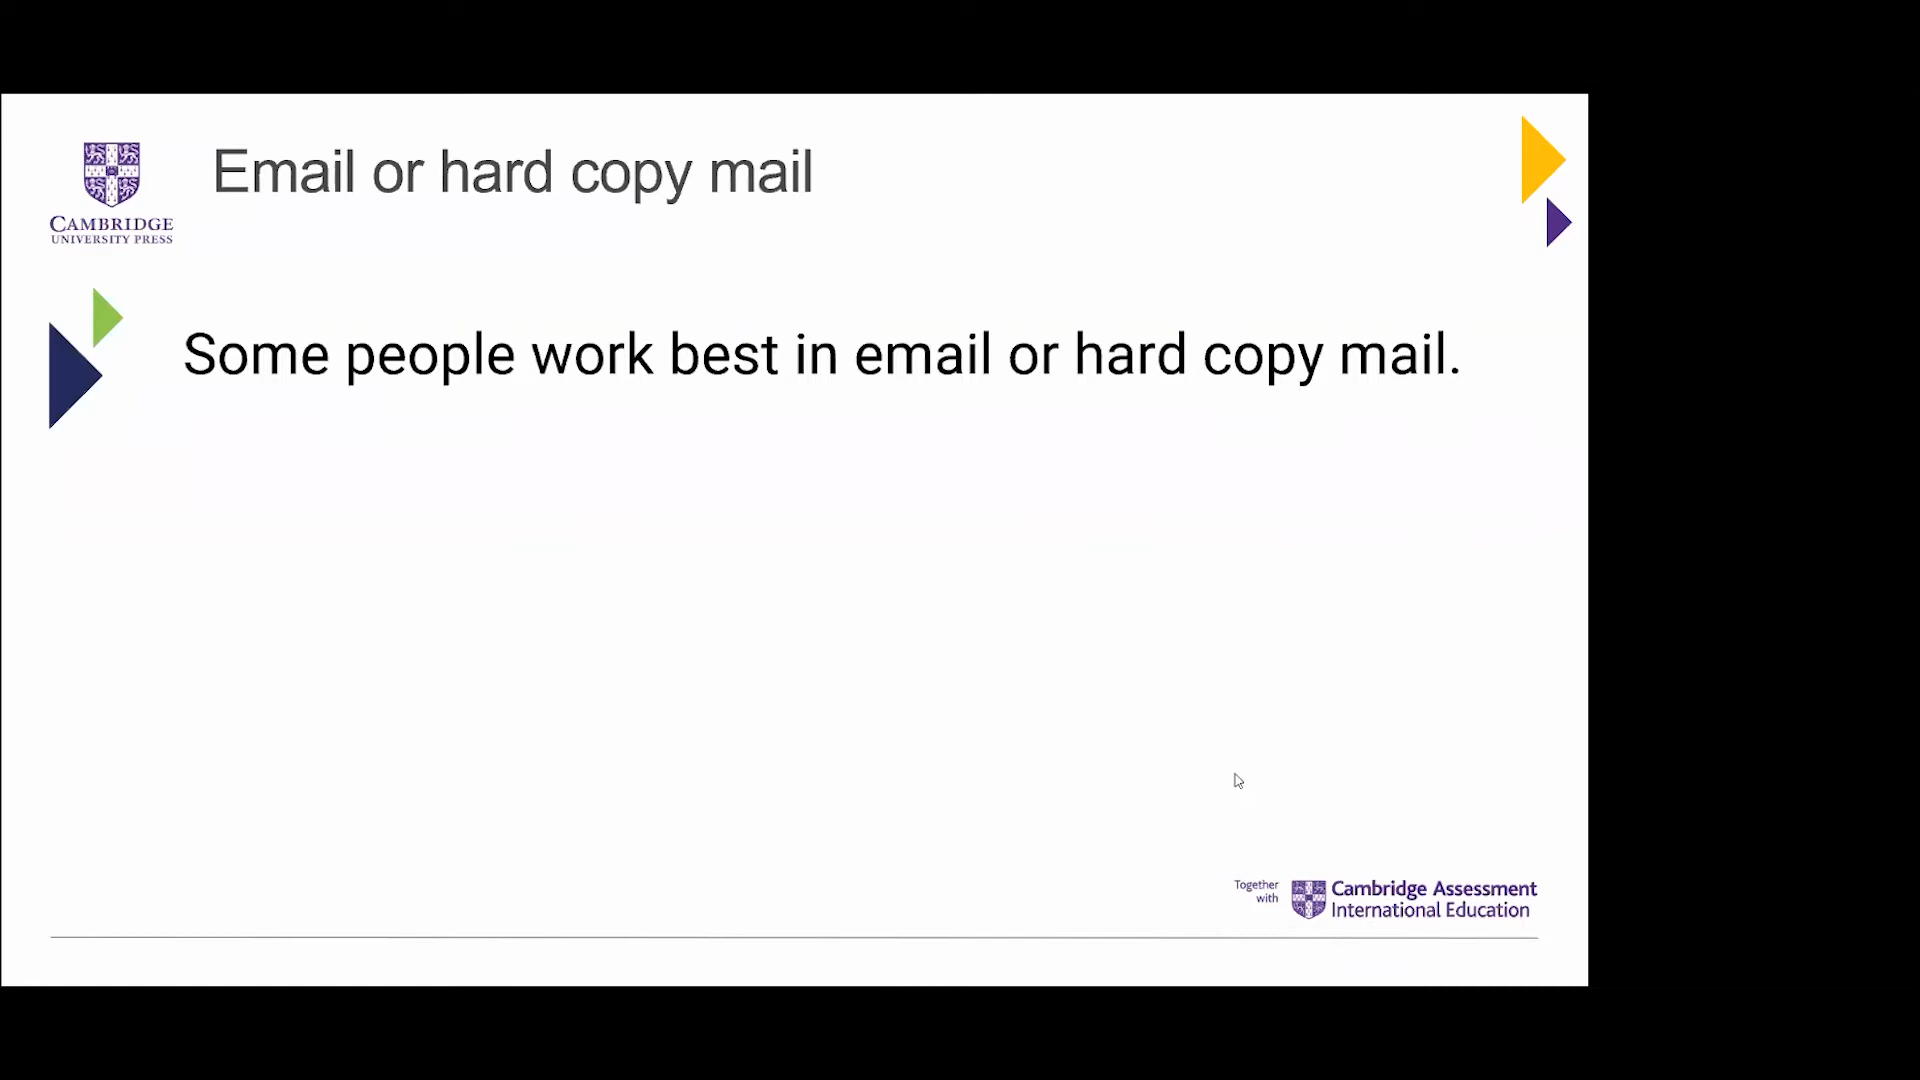 Email or hard copy mail
CAMBRIDGE
UNIVERSITY PRESS
Some people work best in email or hard copy mail.
Together
with
Cambridge Assessment
International Education